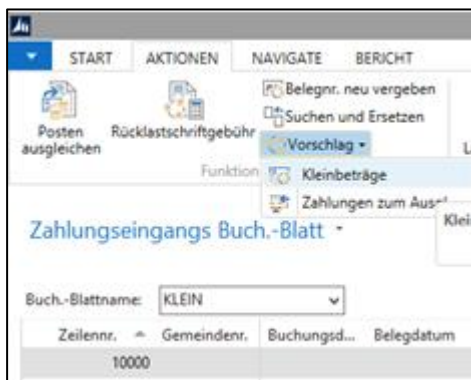 START AKTIONEN NAVIGATE BERICHT
Posten ausgleichen
Rücklastschriftgebühr
Belegnr. neu vergeben
Suchen und Ersetzen
Vorschlag
Funktion
Kleinbeträge
Zahlungen zum
Zahlungseingangs Buch.-Blatt
Buch.-Blattname: KLEIN
Zeilennr. Gemeindenr. Buchungsd... Belegdatum
10000